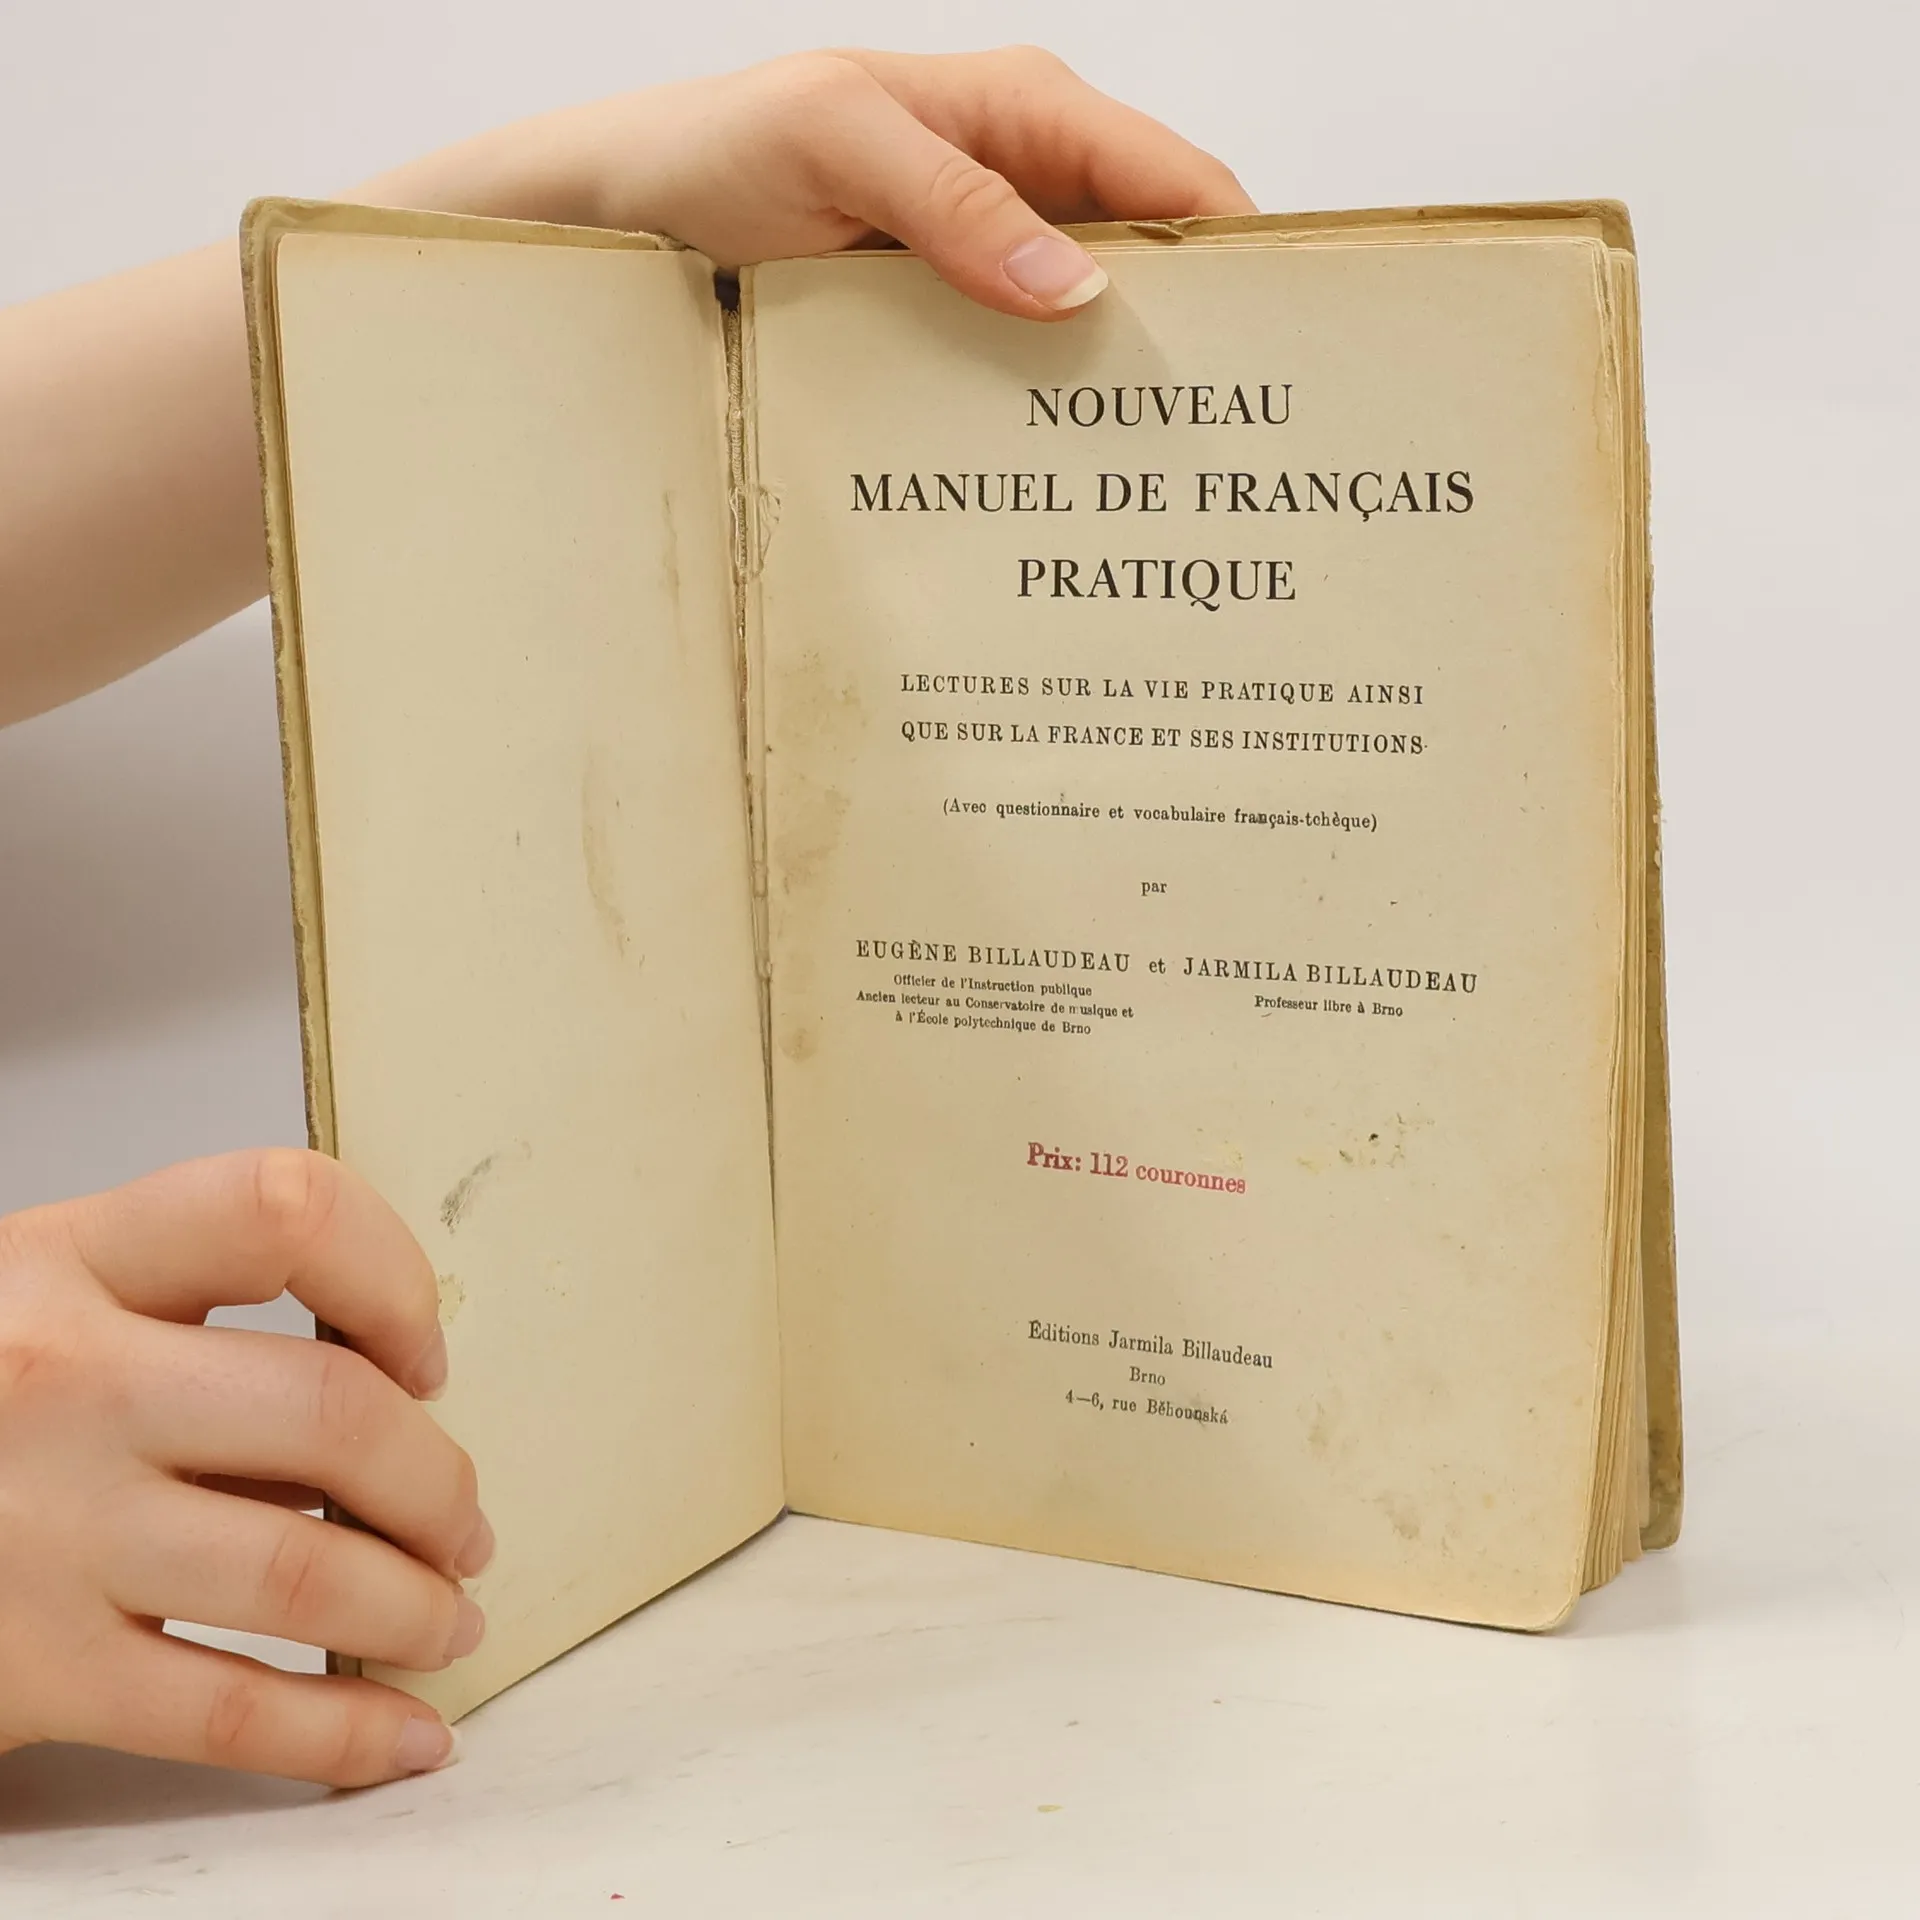 NOUVEAU
MANUEL DE FRANÇAIS
PRATIQUE
LECTURES SUR LA VIE PRATIQUE AINSI
QUE SUR LA FRANCE ET SES INSTITUTIONS
(Avec questionnaire et vocabulaire français-tchèque)
par
EUGÈNE BILLAUDEAU et JARMILA BILLAUDEAU
Officier de l'Instruction publique
Professeur libre à Brno
Ancien lecteur au Conservatoire de musique et
à l'École polytechnique de Brno
Prix: 112 couronnes
Éditions Jarmila Billaudeau
Brno
4—6, rue Běhounská